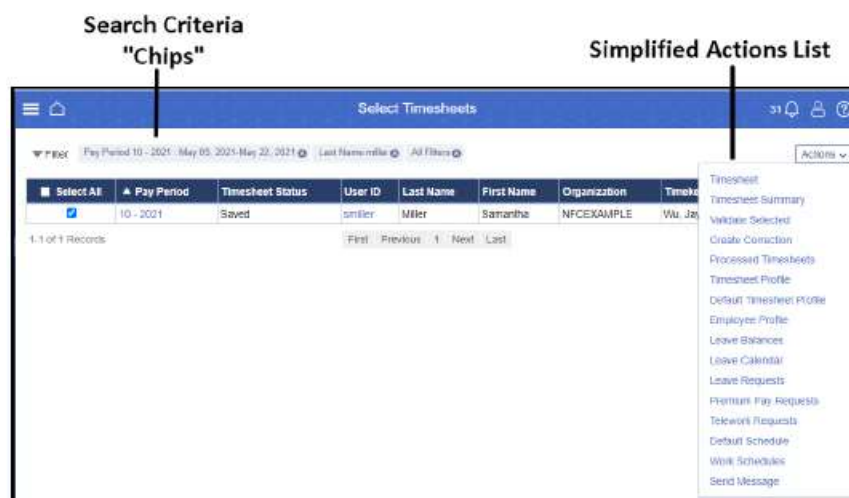 Search Criteria
"Chips"
Simplified Actions List
Select Timesheets
31
Filter Pay Period 10 - 2021 : May 09, 2021-May 22, 2021 Last Name:mille All Filters
Actions
Select All Pay Period Timesheet Status User ID Last Name First Name Organization Timeke
10 - 2021 Saved smiller Miller Samantha NFCEXAMPLE Wu, Jay
1-1 of 1 Records First Previous 1 Next Last
Timesheet
Timesheet Summary
Validate Selected
Create Correction
Processed Timesheets
Timesheet Profile
Default Timesheet Profile
Employee Profile
Leave Balances
Leave Calendar
Leave Requests
Premium Pay Requests
Telework Requests
Default Schedule
Work Schedules
Send Message